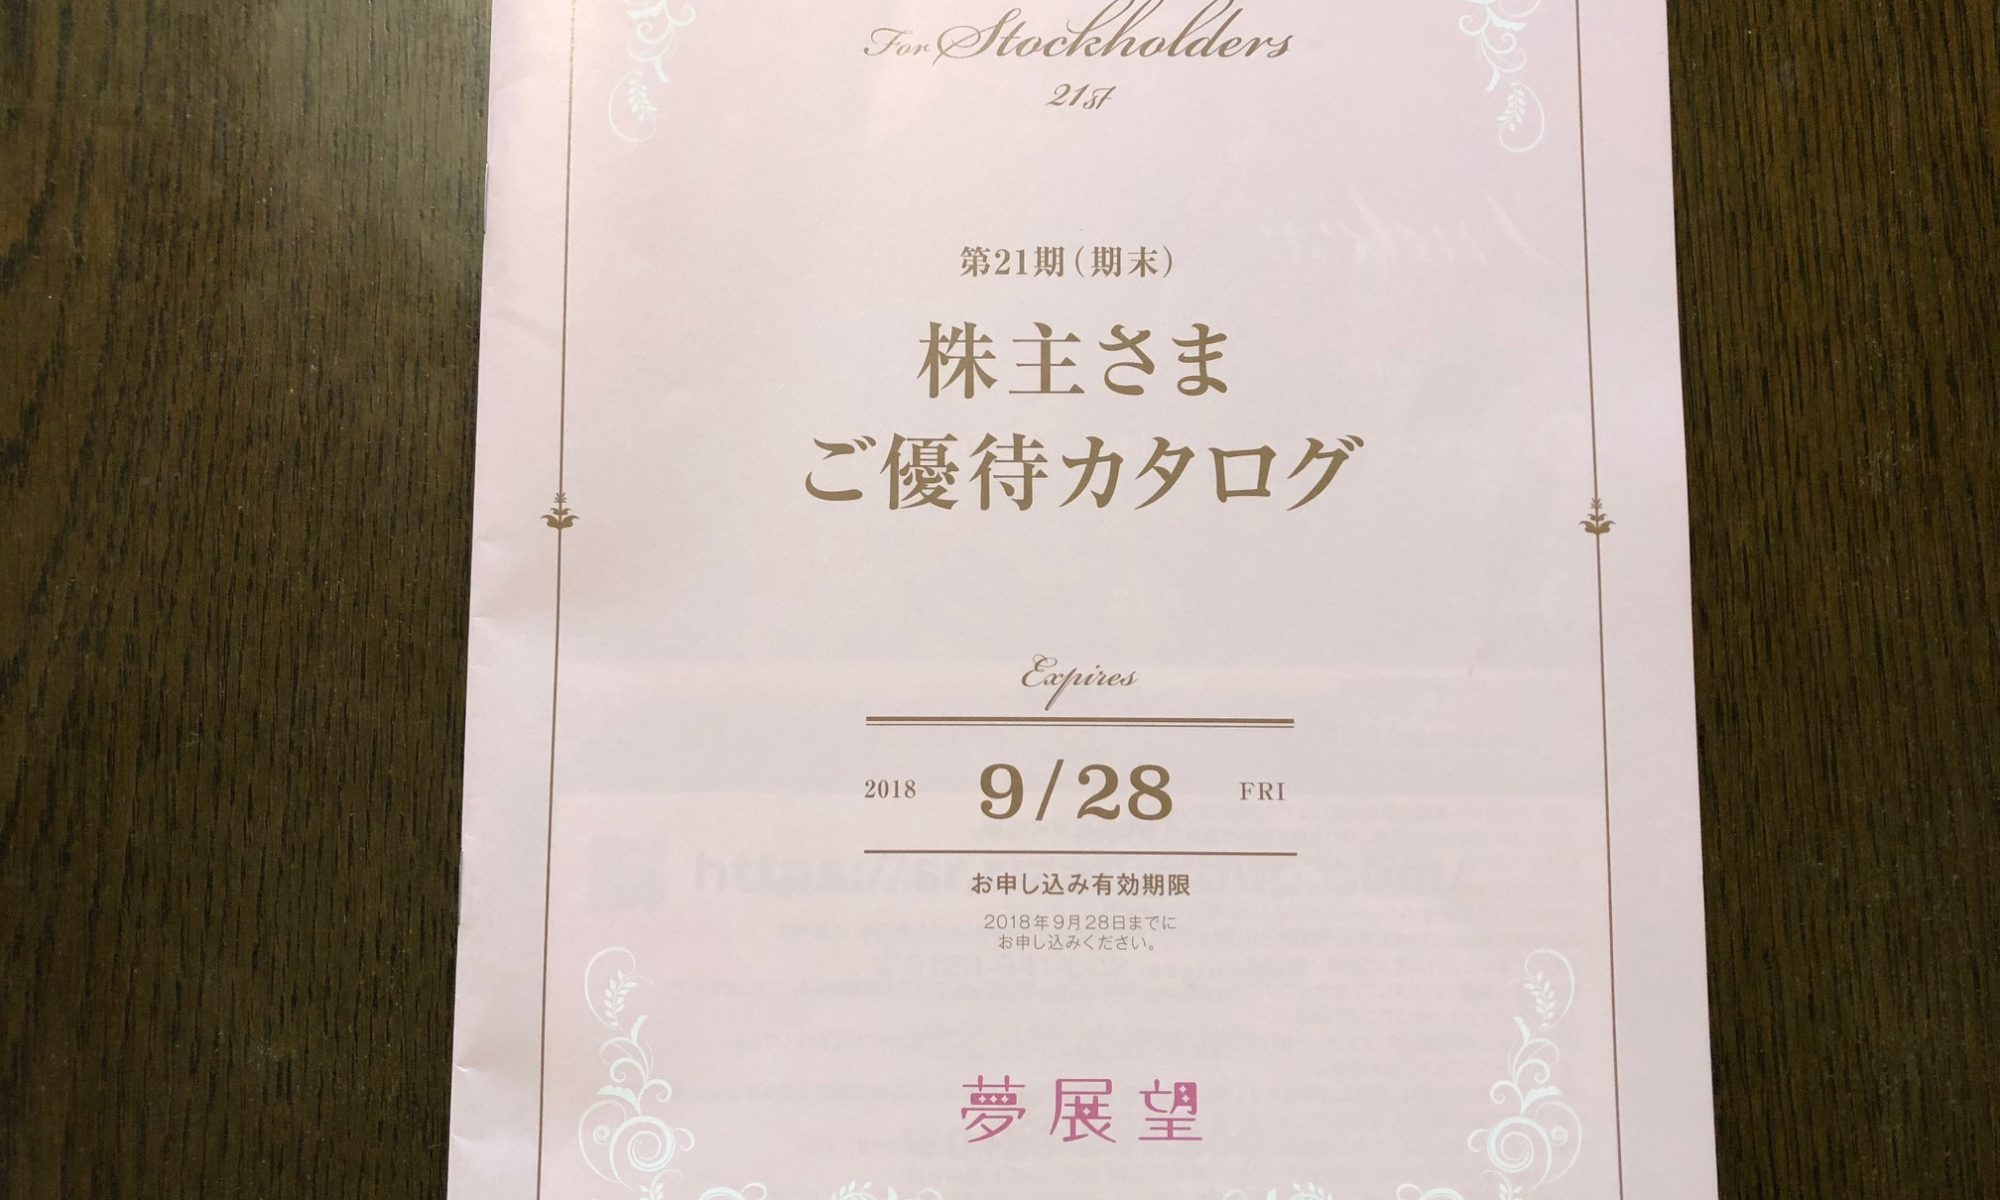 For Stockholders
21st
第21期(期末)
株主さま
ご優待カタログ
Expires
2018 9/28 FRI
お申し込み有効期限
2018年9月28日までに
お申し込みください。
夢展望